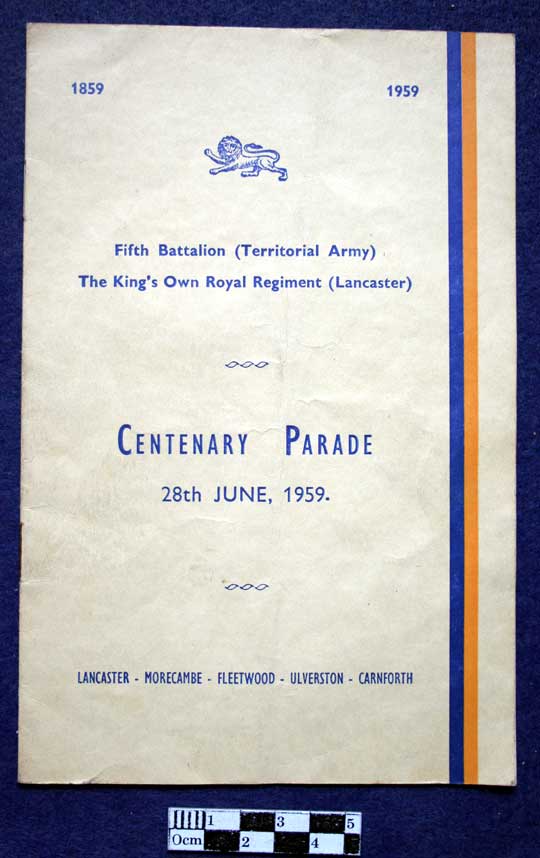 1859 1959
Fifth Battalion (Territorial Army)
The King's Own Royal Regiment (Lancaster)
CENTENARY PARADE
28th JUNE, 1959.
LANCASTER - MORECAMBE - FLEETWOOD - ULVERSTON - CARNFORTH
1 3 5
0cm 2 4